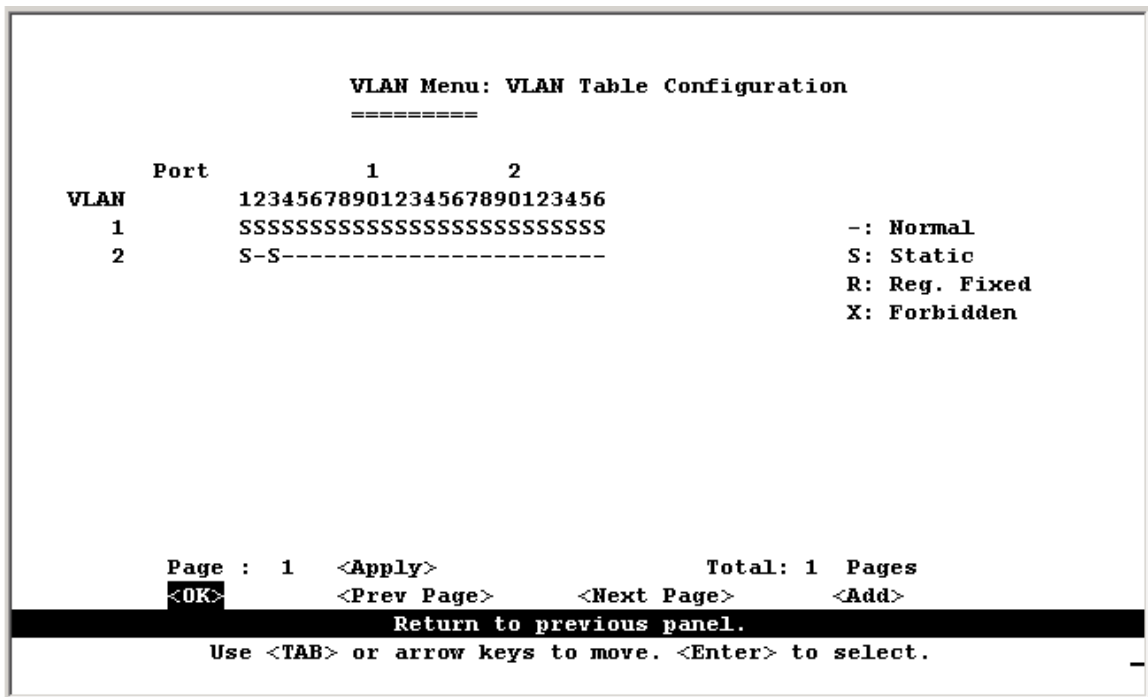 VLAN Menu: VLAN Table Configuration
=========
Port 1 2
VLAN 12345678901234567890123456
1 SSSSSSSSSSSSSSSSSSSSSSSSSS -: Normal
2 S-S----------------------- S: Static
R: Reg. Fixed
X: Forbidden
Page : 1 <Apply> Total: 1 Pages
<OK> <Prev Page> <Next Page> <Add>
Return to previous panel.
Use <TAB> or arrow keys to move. <Enter> to select.